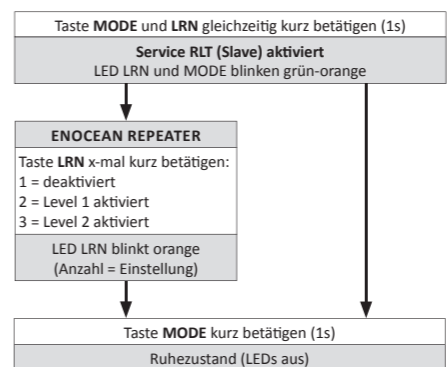 Taste MODE und LRN gleichzeitig kurz betätigen (1s)
Service RLT (Slave) aktiviert
LED LRN und MODE blinken grün-orange
ENOCEAN REPEATER
Taste LRN x-mal kurz betätigen:
1 = deaktiviert
2 = Level 1 aktiviert
3 = Level 2 aktiviert
LED LRN blinkt orange
(Anzahl = Einstellung)
Taste MODE kurz betätigen (1s)
Ruhezustand (LEDs aus)